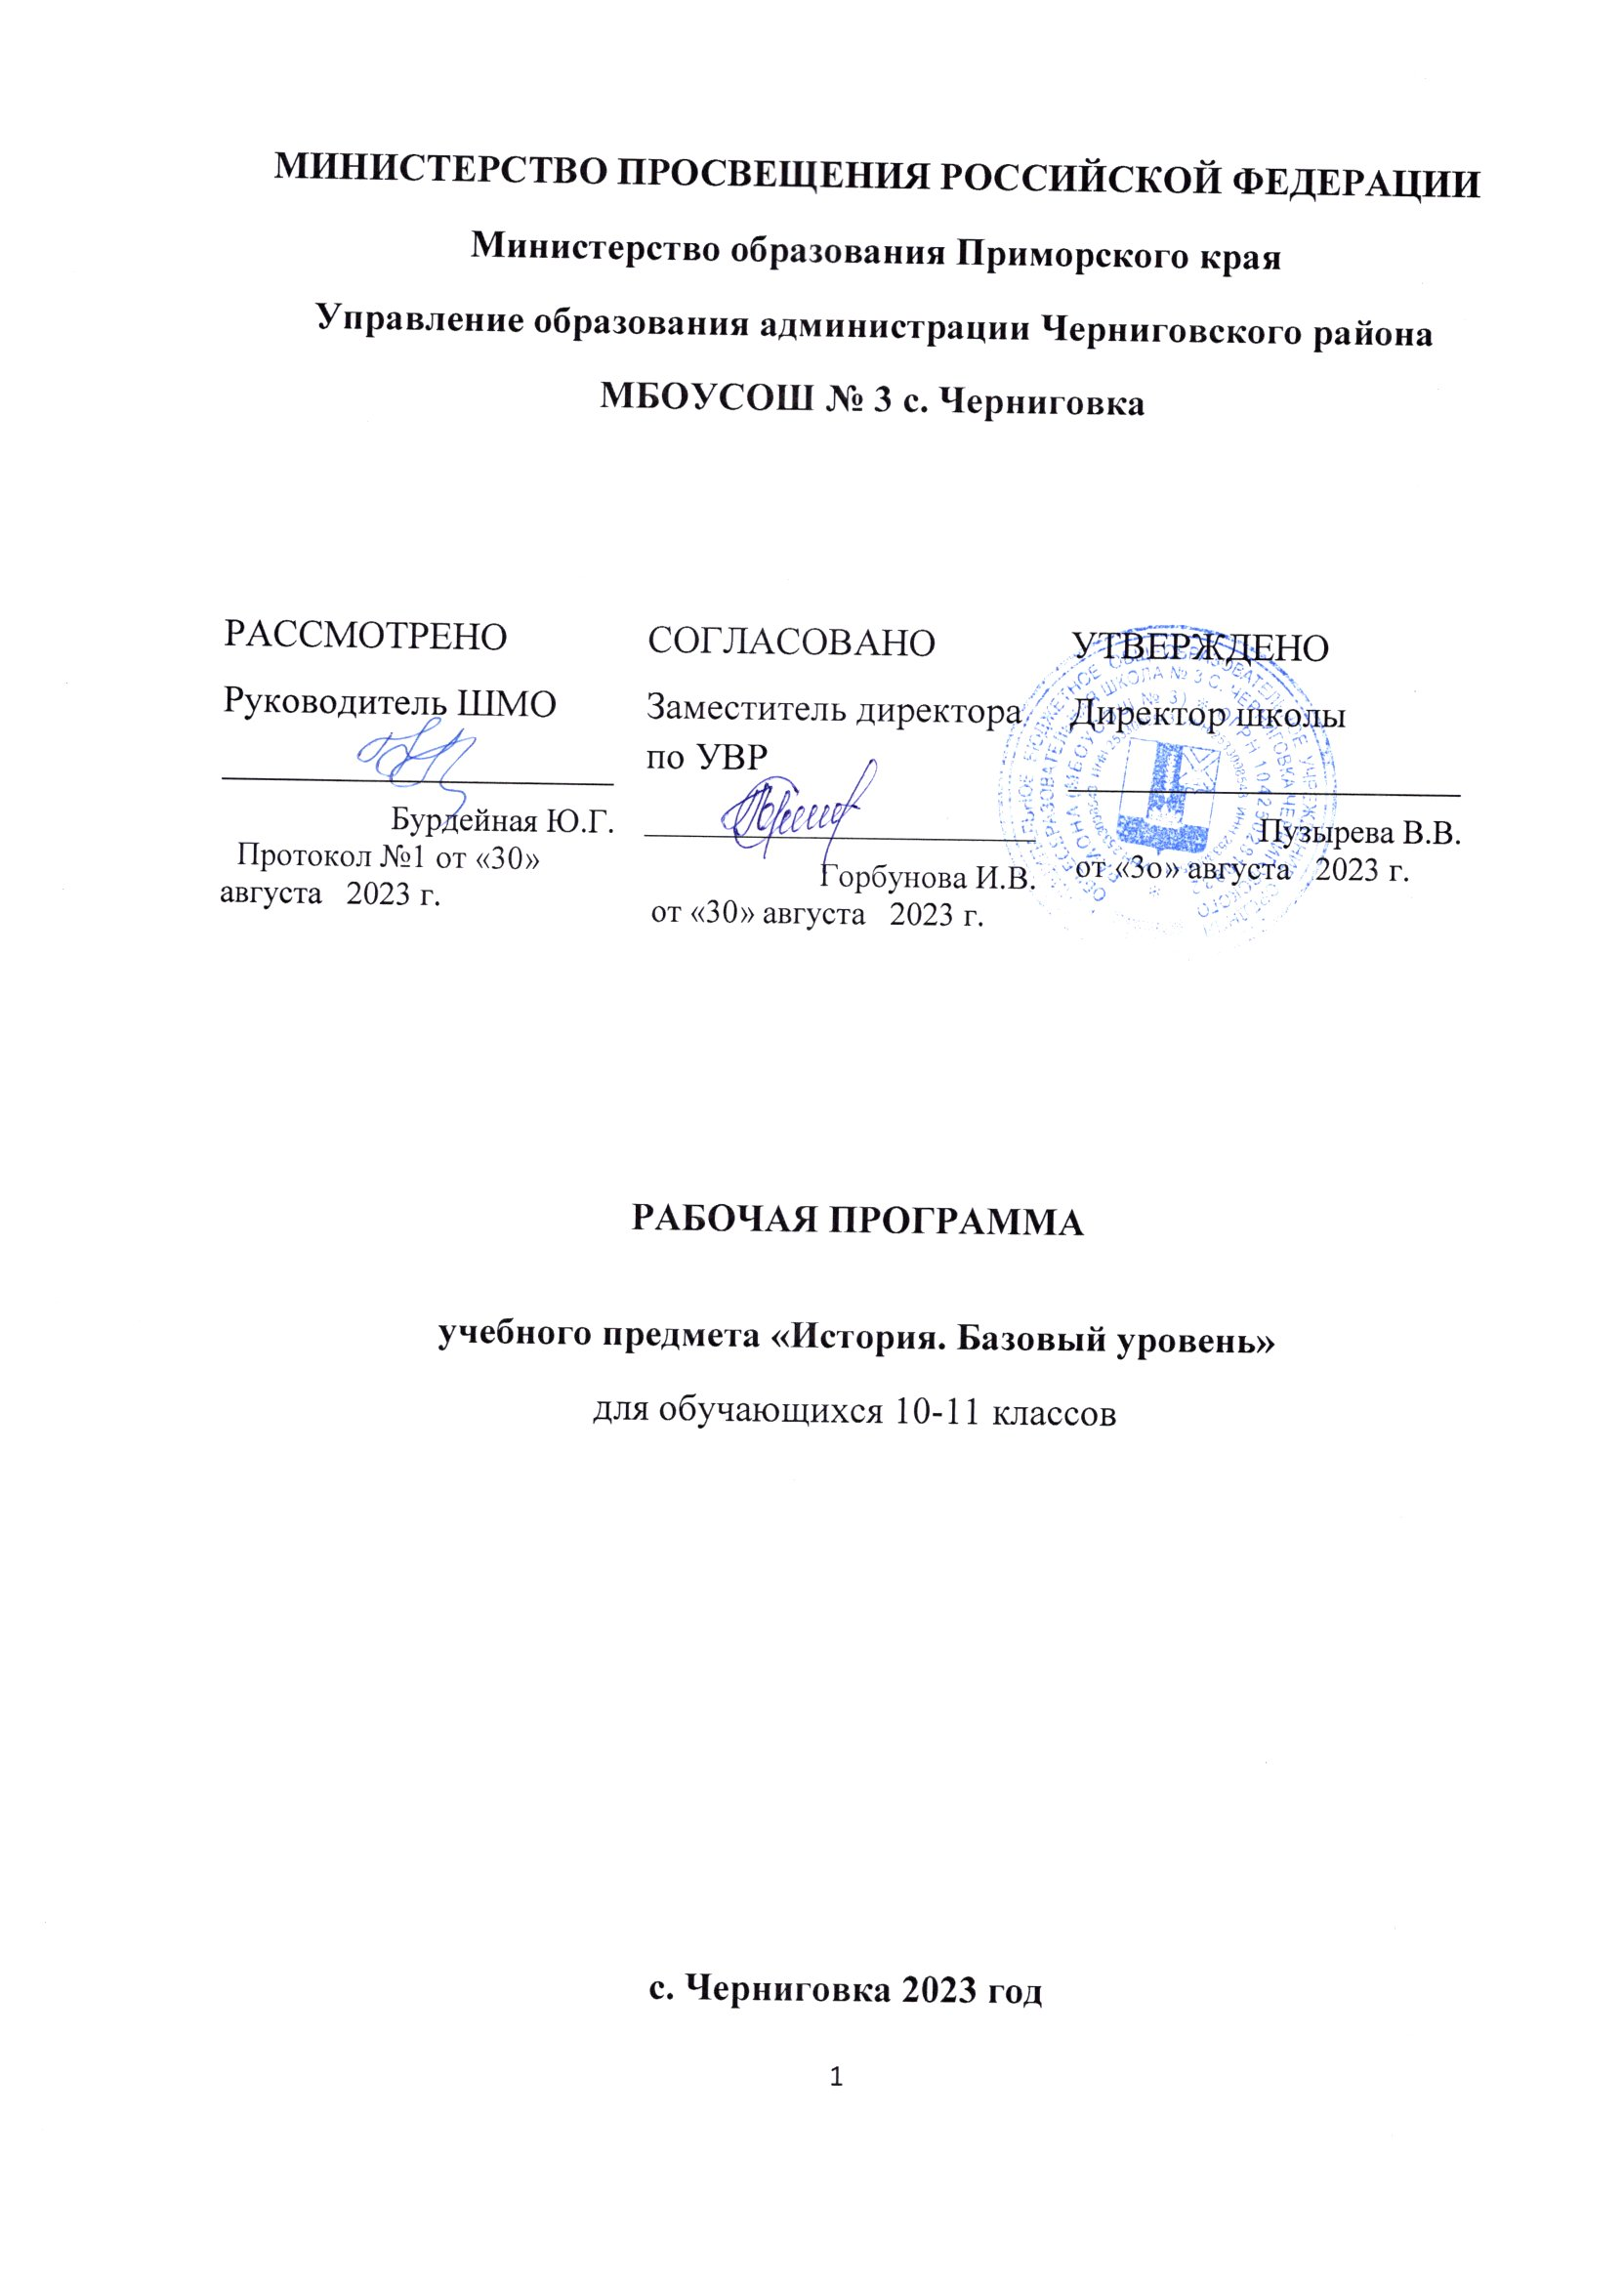 МИНИСТЕРСТВО ПРОСВЕЩЕНИЯ РОССИЙСКОЙ ФЕДЕРАЦИИ
Министерство образования Приморского края
Управление образования администрации Черниговского района
МБОУСОШ № 3 с. Черниговка
РАССМОТРЕНО
Руководитель ШМО
Бурдейная Ю.Г.
Протокол №1 от «30»
августа 2023 г.
СОГЛАСОВАНО
Заместитель директора
по УВР
Горбунова И.В.
от «30» августа 2023 г.
УТВЕРЖДЕНО
Директор школы
Пузырева В.В.
от «3о» августа 2023 г.
РАБОЧАЯ ПРОГРАММА
учебного предмета «История. Базовый уровень»
для обучающихся 10-11 классов
с. Черниговка 2023 год
1